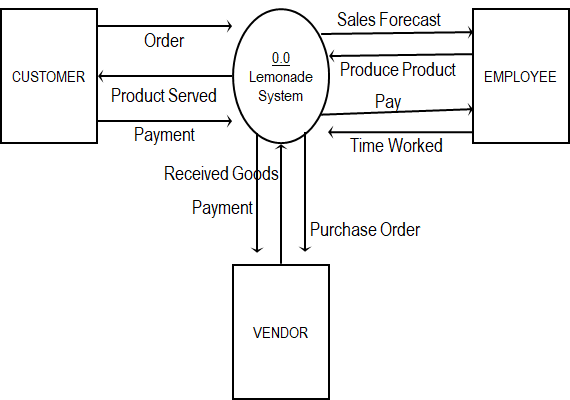 Order
Sales Forecast
0.0
Lemonade
System
CUSTOMER
EMPLOYEE
Produce Product
Product Served
Pay
Payment
Time Worked
Received Goods
Payment
Purchase Order
VENDOR